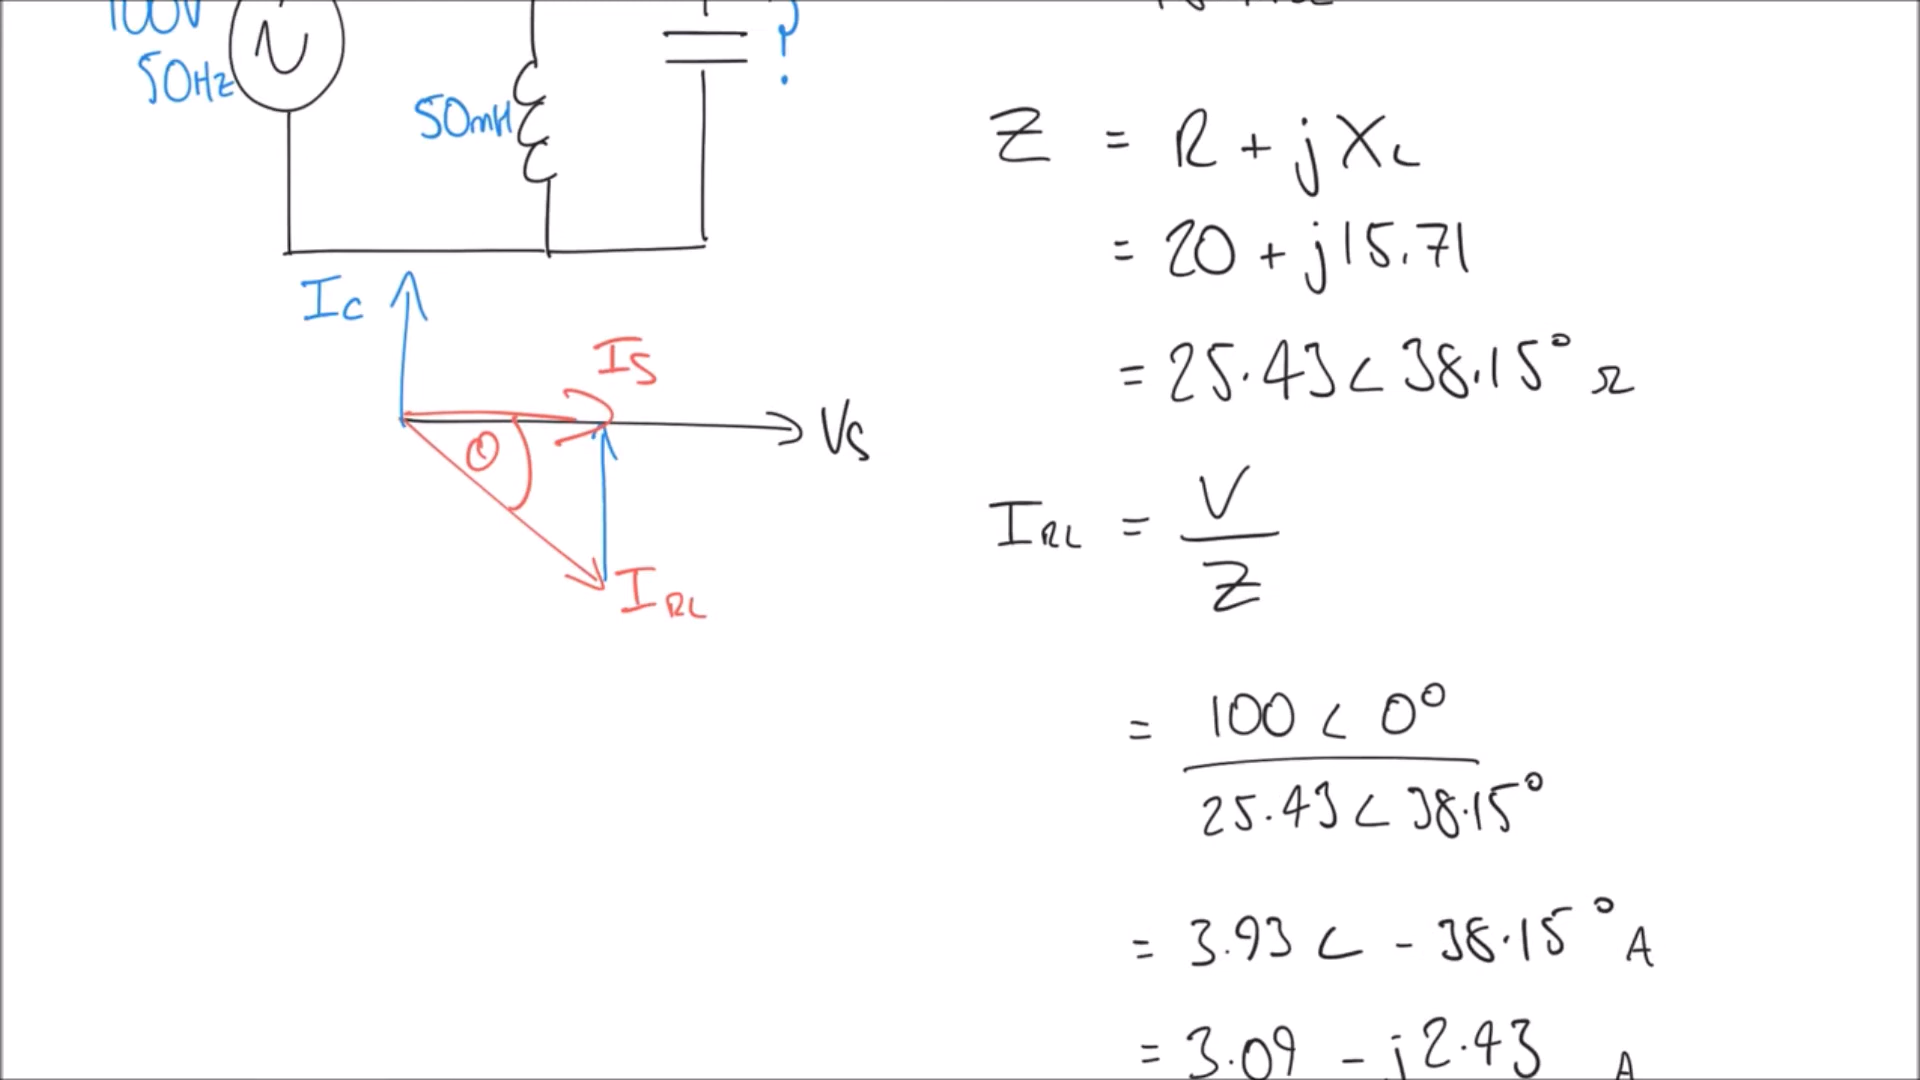 100V
50Hz
?
50mH
Ic
Is
θ
Vs
IRL
Z = R + jXL
= 20 + j15.71
= 25.43 < 38.15° Ω
IRL = V
Z
= 100 < 0°
25.43 < 38.15°
= 3.93 < - 38.15° A
= 3.09 - j2.43 A